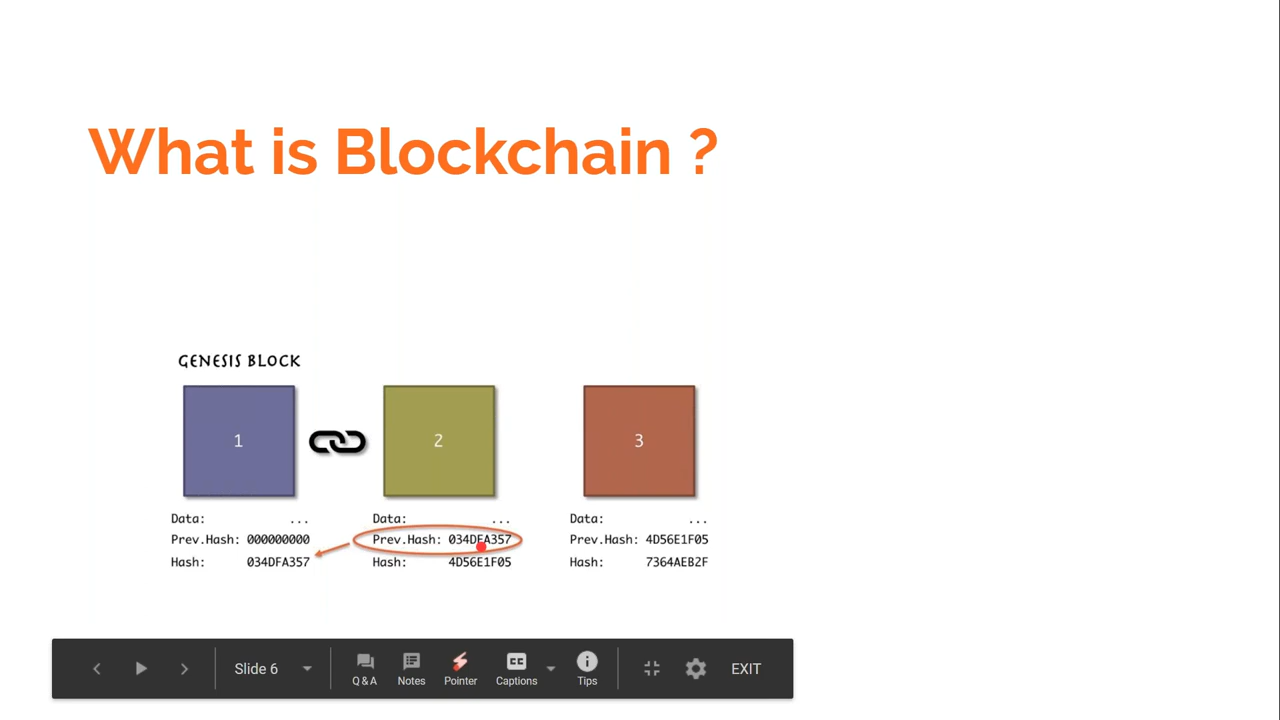 What is Blockchain ?
GENESIS BLOCK
1 2 3
Data: ... Data: ... Data: ...
Prev.Hash: 000000000 Prev.Hash: 034DFA357 Prev.Hash: 4D56E1F05
Hash: 034DFA357 Hash: 4D56E1F05 Hash: 7364AEB2F
Slide 6 Q & A Notes Pointer CC Captions Tips EXIT